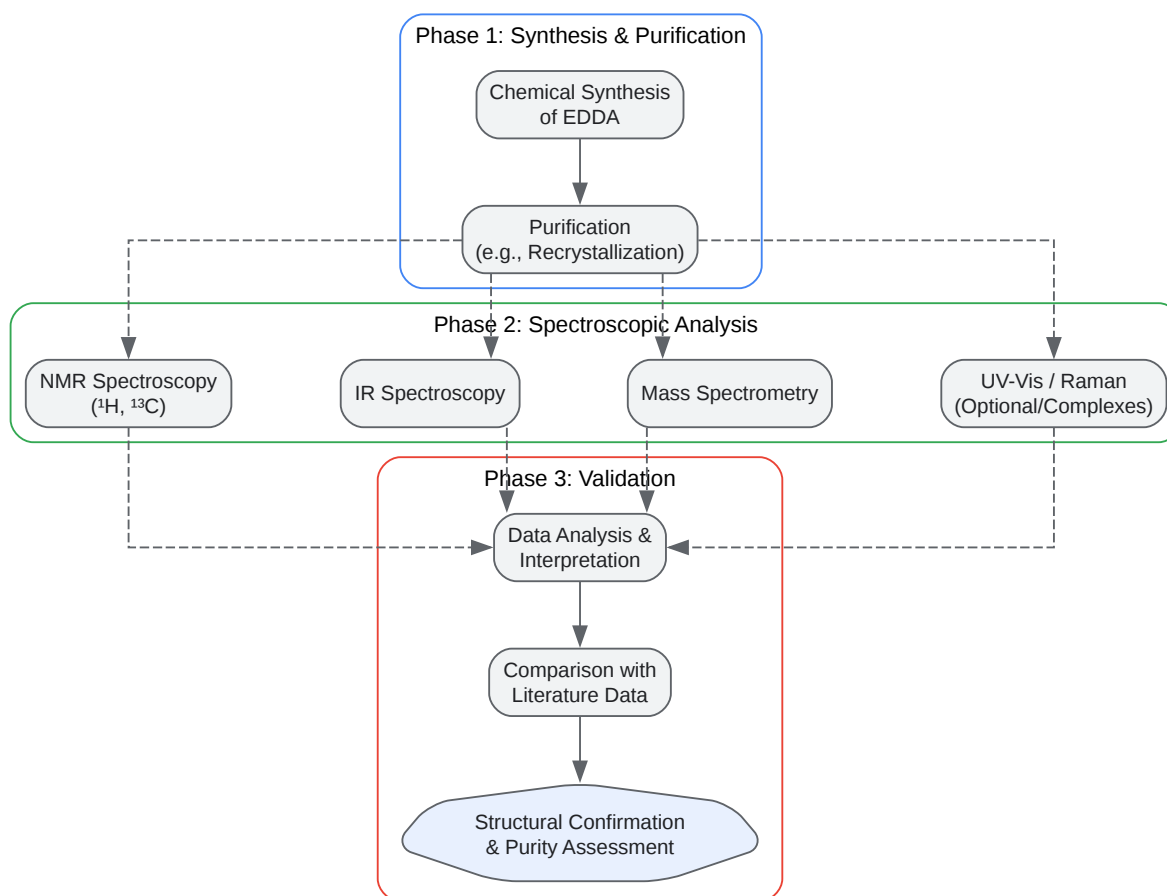 Phase 1: Synthesis & Purification
Chemical Synthesis
of EDDA
Purification
(e.g., Recrystallization)
Phase 2: Spectroscopic Analysis
NMR Spectroscopy
(¹H, ¹³C)
IR Spectroscopy
Mass Spectrometry
UV-Vis / Raman
(Optional/Complexes)
Phase 3: Validation
Data Analysis &
Interpretation
Comparison with
Literature Data
Structural Confirmation
& Purity Assessment